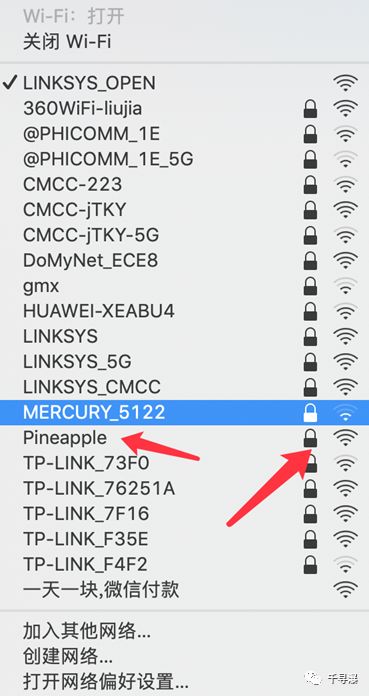 Wi-Fi：打开
关闭 Wi-Fi
LINKSYS_OPEN
360WiFi-liujia
@PHICOMM_1E
@PHICOMM_1E_5G
CMCC-223
CMCC-jTKY
CMCC-jTKY-5G
DoMyNet_ECE8
gmx
HUAWEI-XEABU4
LINKSYS
LINKSYS_5G
LINKSYS_CMCC
MERCURY_5122
Pineapple
TP-LINK_73F0
TP-LINK_76251A
TP-LINK_7F16
TP-LINK_F35E
TP-LINK_F4F2
一天一块,微信付款
加入其他网络...
创建网络...
打开网络偏好设置...
千寻瀑